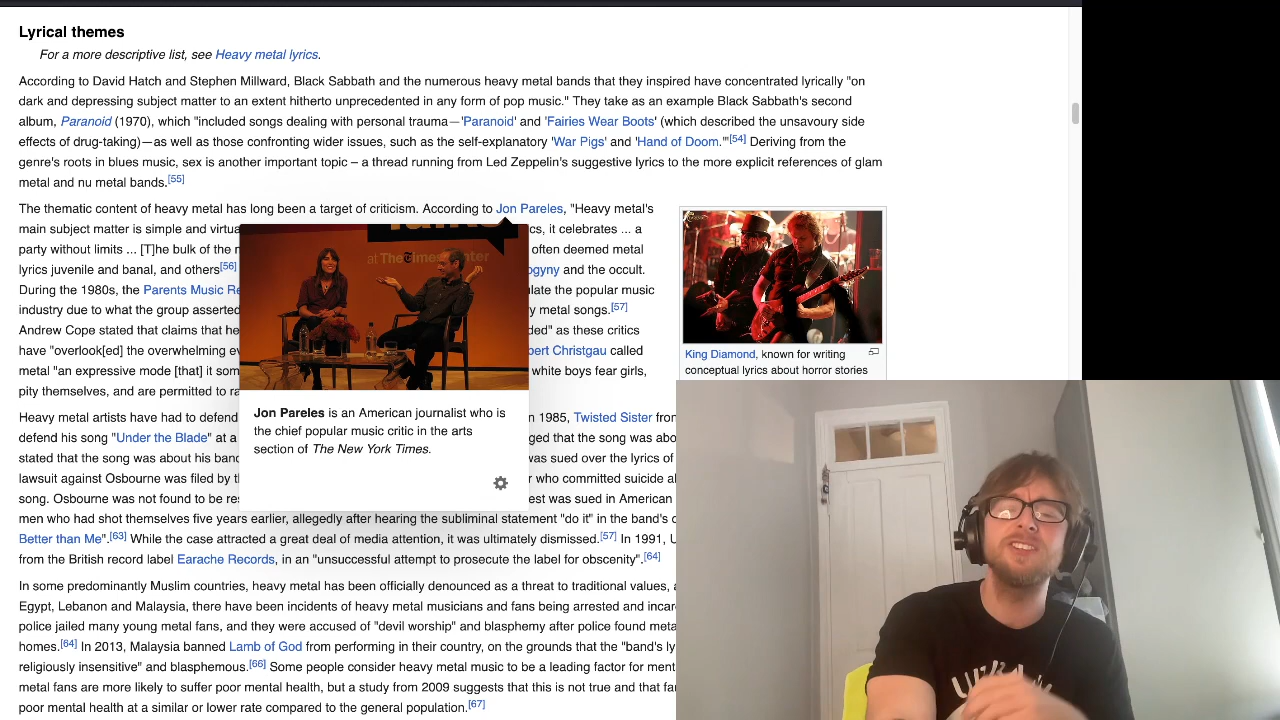 Lyrical themes
For a more descriptive list, see Heavy metal lyrics.
According to David Hatch and Stephen Millward, Black Sabbath and the numerous heavy metal bands that they inspired have concentrated lyrically "on
dark and depressing subject matter to an extent hitherto unprecedented in any form of pop music." They take as an example Black Sabbath's second
album, Paranoid (1970), which "included songs dealing with personal trauma—'Paranoid' and 'Fairies Wear Boots' (which described the unsavoury side
effects of drug-taking)—as well as those confronting wider issues, such as the self-explanatory 'War Pigs' and 'Hand of Doom.'"[54] Deriving from the
genre's roots in blues music, sex is another important topic – a thread running from Led Zeppelin's suggestive lyrics to the more explicit references of glam
metal and nu metal bands.[55]
The thematic content of heavy metal has long been a target of criticism. According to Jon Pareles, "Heavy metal's
main subject matter is simple and virtua cs, it celebrates ... a
party without limits ... [T]he bulk of the m often deemed metal
lyrics juvenile and banal, and others[56] ogyny and the occult.
During the 1980s, the Parents Music Re late the popular music
industry due to what the group asserted y metal songs.[57]
Andrew Cope stated that claims that he ded" as these critics
have "overlook[ed] the overwhelming ev bert Christgau called
metal "an expressive mode [that] it som white boys fear girls,
pity themselves, and are permitted to ra
at The Times Center
Jon Pareles is an American journalist who is
the chief popular music critic in the arts
section of The New York Times.
King Diamond, known for writing
conceptual lyrics about horror stories
Heavy metal artists have had to defend n 1985, Twisted Sister fron
defend his song "Under the Blade" at a ged that the song was abo
stated that the song was about his band was sued over the lyrics of
lawsuit against Osbourne was filed by th r who committed suicide a
song. Osbourne was not found to be res est was sued in American
men who had shot themselves five years earlier, allegedly after hearing the subliminal statement "do it" in the band's c
Better than Me".[63] While the case attracted a great deal of media attention, it was ultimately dismissed.[57] In 1991, U
from the British record label Earache Records, in an "unsuccessful attempt to prosecute the label for obscenity".[64]
In some predominantly Muslim countries, heavy metal has been officially denounced as a threat to traditional values, a
Egypt, Lebanon and Malaysia, there have been incidents of heavy metal musicians and fans being arrested and incar
police jailed many young metal fans, and they were accused of "devil worship" and blasphemy after police found meta
homes.[64] In 2013, Malaysia banned Lamb of God from performing in their country, on the grounds that the "band's ly
religiously insensitive" and blasphemous.[66] Some people consider heavy metal music to be a leading factor for ment
metal fans are more likely to suffer poor mental health, but a study from 2009 suggests that this is not true and that fa
poor mental health at a similar or lower rate compared to the general population.[67]